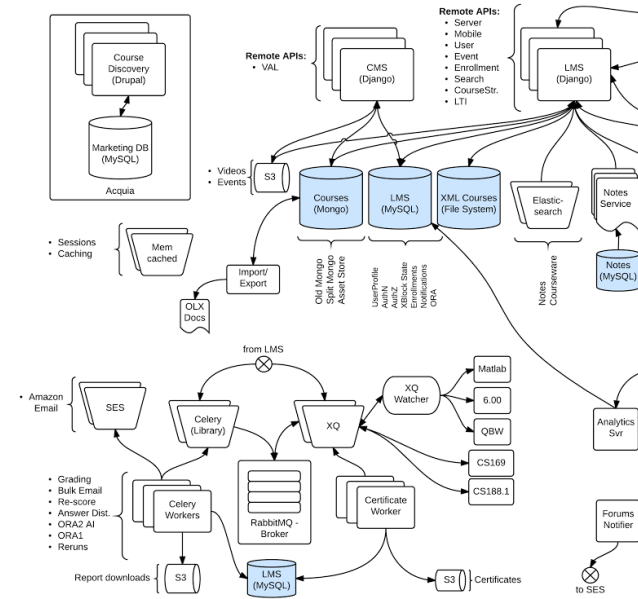 Remote APIs:
• Server
• Mobile
• User
• Event
• Enrollment
• Search
• CourseStr.
• LTI
Remote APIs:
• VAL
Course
Discovery
(Drupal)
CMS
(Django)
LMS
(Django)
Marketing DB
(MySQL)
Acquia
• Videos
• Events
S3
Courses
(Mongo)
LMS
(MySQL)
XML Courses
(File System)
Elastic-
search
Notes
Service
• Sessions
• Caching
Mem
cached
Import/
Export
OLX
Docs
Old Mongo
Split Mongo
Asset Store
UserProfile
AuthN
AuthZ
XBlock State
Enrollments
Notifications
ORA
Notes
Courseware
Notes
(MySQL)
from LMS
• Amazon
Email
SES
Celery
(Library)
XQ
XQ
Watcher
Matlab
6.00
QBW
CS169
CS188.1
Analytics
Svr
• Grading
• Bulk Email
• Re-score
• Answer Dist.
• ORA2 AI
• ORA1
• Reruns
Celery
Workers
RabbitMQ -
Broker
Certificate
Worker
Forums
Notifier
Report downloads
S3
LMS
(MySQL)
S3
Certificates
to SES